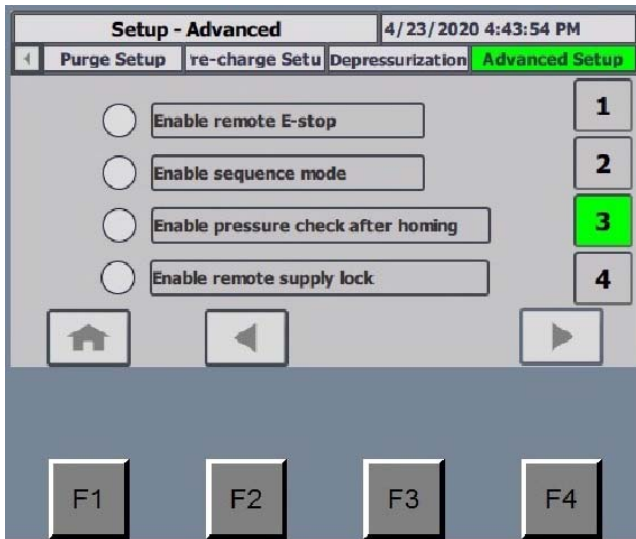 Setup - Advanced 4/23/2020 4:43:54 PM
Purge Setup re-charge Setu Depressurization Advanced Setup
Enable remote E-stop 1
Enable sequence mode 2
Enable pressure check after homing 3
Enable remote supply lock 4
F1 F2 F3 F4